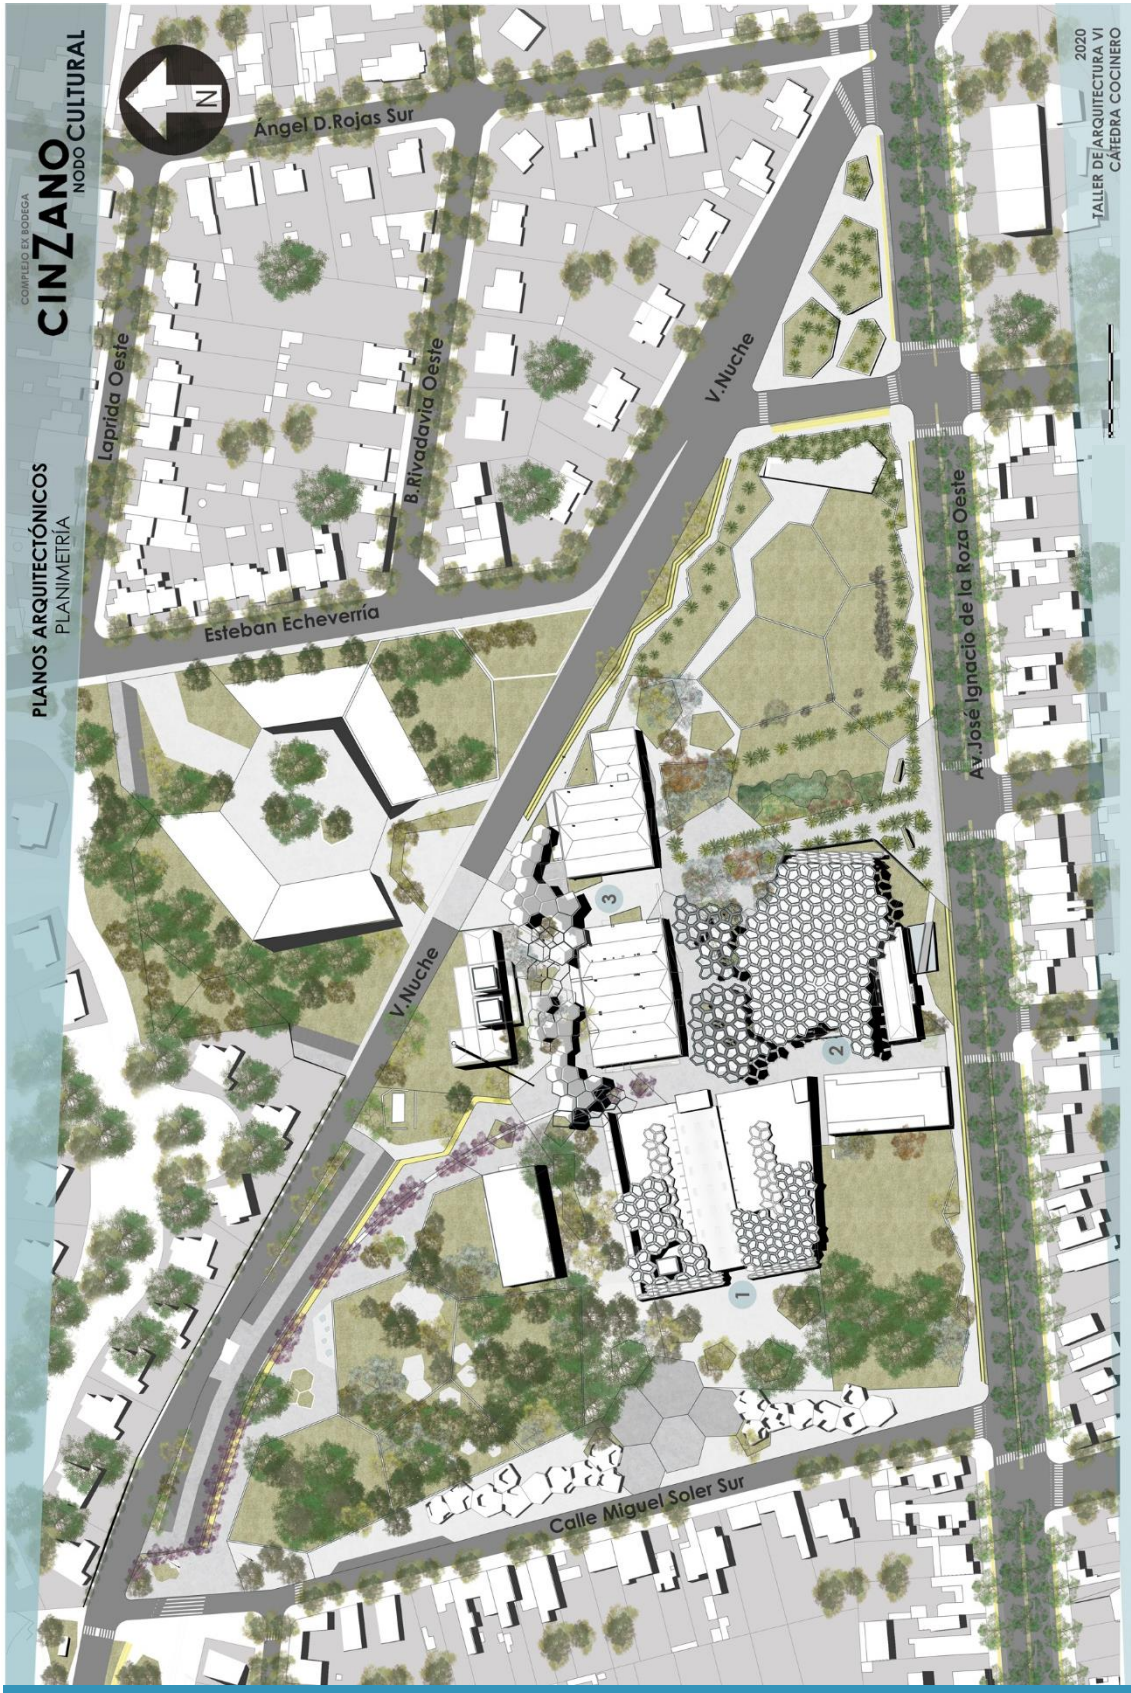 COMPLEJO EX BODEGA
CINZANO
NODO CULTURAL
PLANOS ARQUITECTÓNICOS
PLANIMETRÍA
N
Ángel D.Rojas Sur
Laprida Oeste
B.Rivadavia Oeste
Esteban Echeverría
V.Nuche
V.Nuche
Av.José Ignacio de la Roza Oeste
Calle Miguel Soler Sur
1
2
3
2020
TALLER DE ARQUITECTURA VI
CÁTEDRA COCINERO